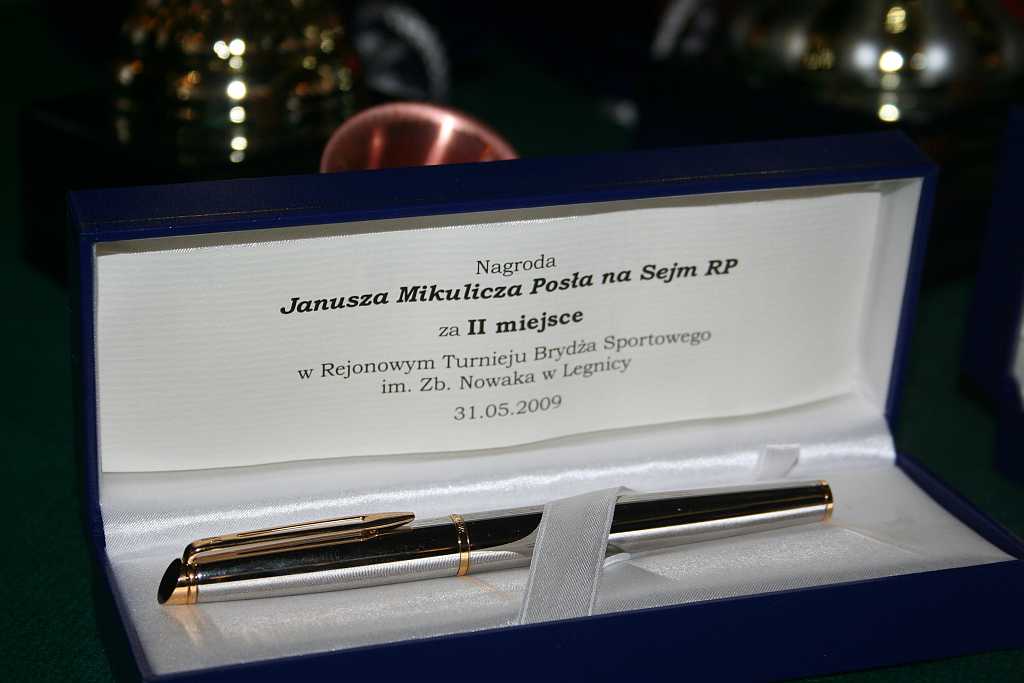 Nagroda
Janusza Mikulicza Posła na Sejm RP
za II miejsce
w Rejonowym Turnieju Brydża Sportowego
im. Zb. Nowaka w Legnicy
31.05.2009